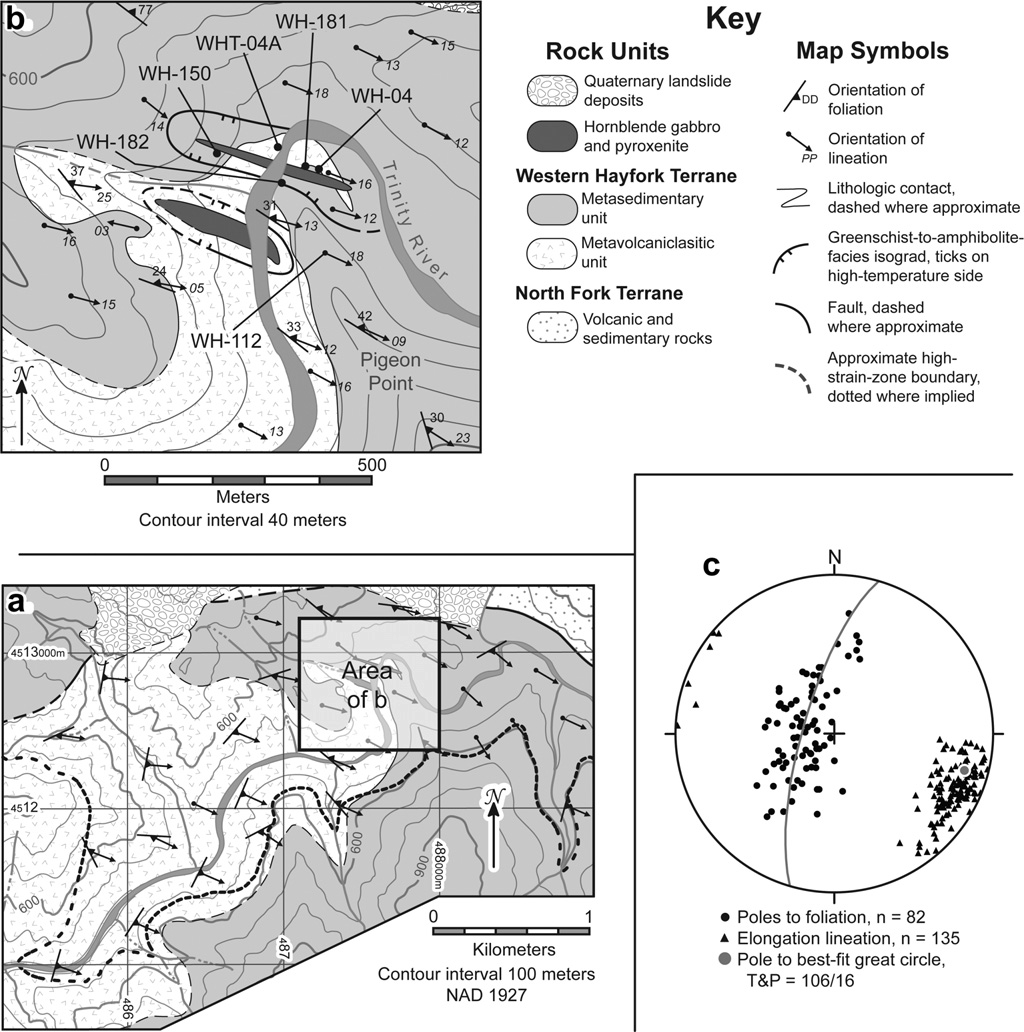 b
77
600
WH-181
WHT-04A
WH-150
WH-04
WH-182
15
13
18
14
12
16
12
37
25
31
13
03
16
24
05
18
15
42
09
33
12
16
13
30
23
Trinity River
WH-112
Pigeon
Point
N
0 500
Meters
Contour interval 40 meters
Key
Rock Units
Quaternary landslide
deposits
Hornblende gabbro
and pyroxenite
Western Hayfork Terrane
Metasedimentary
unit
Metavolcaniclasitic
unit
North Fork Terrane
Volcanic and
sedimentary rocks
Map Symbols
DD
Orientation of
foliation
PP
Orientation of
lineation
Lithologic contact,
dashed where approximate
Greenschist-to-amphibolite-
facies isograd, ticks on
high-temperature side
Fault, dashed
where approximate
Approximate high-
strain-zone boundary,
dotted where implied
a
4513000m
4512
Area
of b
600
600
600
900
488000m
487
486
N
0 1
Kilometers
Contour interval 100 meters
NAD 1927
c
N
Poles to foliation, n = 82
Elongation lineation, n = 135
Pole to best-fit great circle,
T&P = 106/16